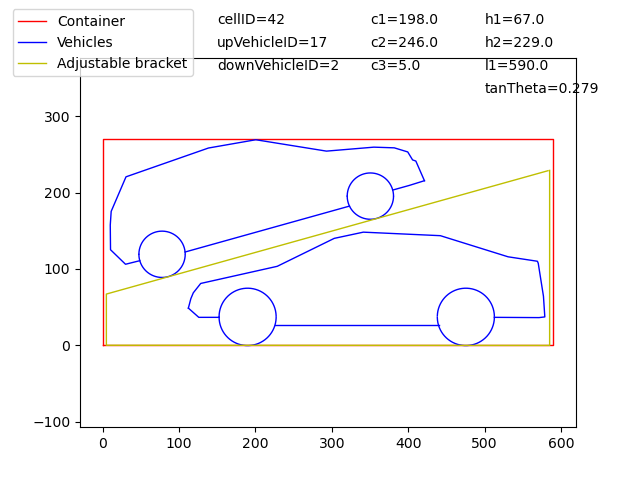 Container
Vehicles
Adjustable bracket
cellID=42 c1=198.0 h1=67.0
upVehicleID=17 c2=246.0 h2=229.0
downVehicleID=2 c3=5.0 l1=590.0
tanTheta=0.279
300
200
100
0
−100
0 100 200 300 400 500 600